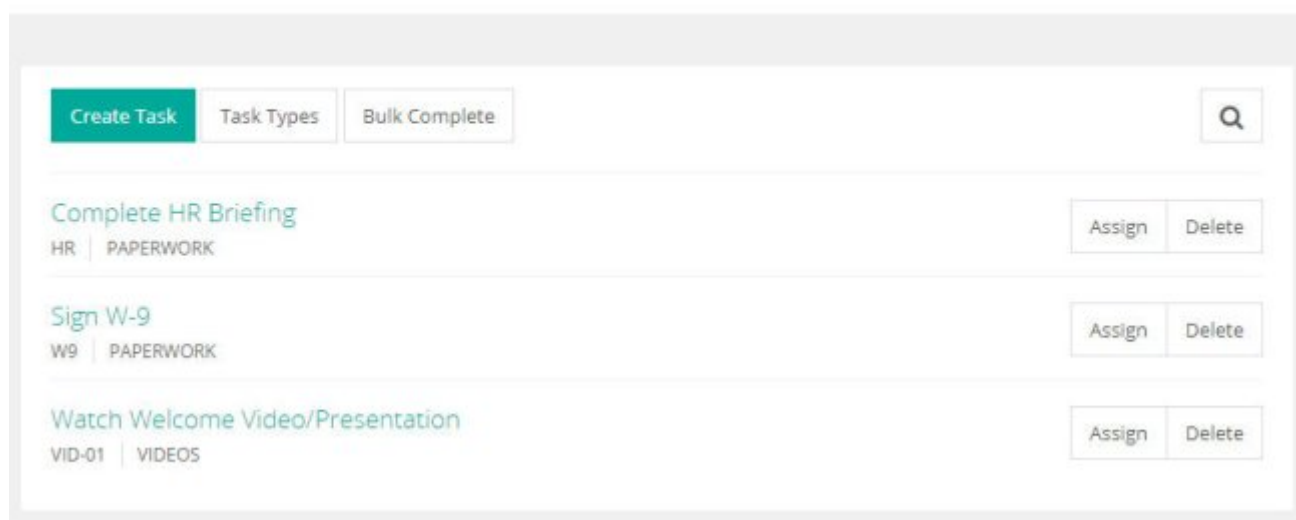 Create Task Task Types Bulk Complete
Complete HR Briefing
HR PAPERWORK
Assign Delete
Sign W-9
W9 PAPERWORK
Assign Delete
Watch Welcome Video/Presentation
VID-01 VIDEOS
Assign Delete